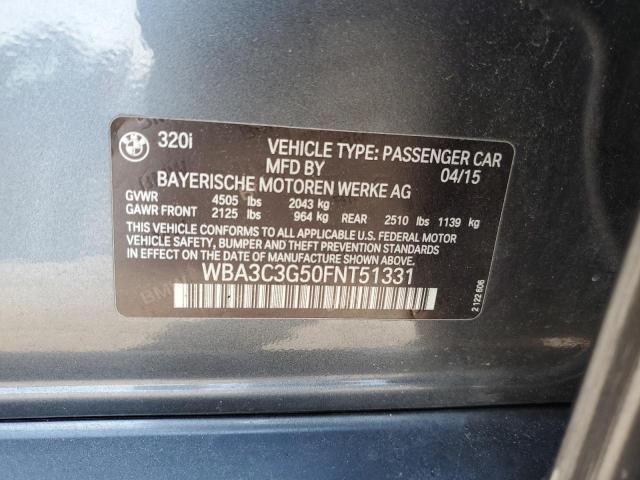 BMW 320i VEHICLE TYPE: PASSENGER CAR
MFD BY 04/15
BAYERISCHE MOTOREN WERKE AG
GVWR 4505 lbs 2043 kg
GAWR FRONT 2125 lbs 964 kg REAR 2510 lbs 1139 kg
THIS VEHICLE CONFORMS TO ALL APPLICABLE U.S. FEDERAL MOTOR
VEHICLE SAFETY, BUMPER AND THEFT PREVENTION STANDARDS
IN EFFECT ON THE DATE OF MANUFACTURE SHOWN ABOVE.
WBA3C3G50FNT51331
2 122 606